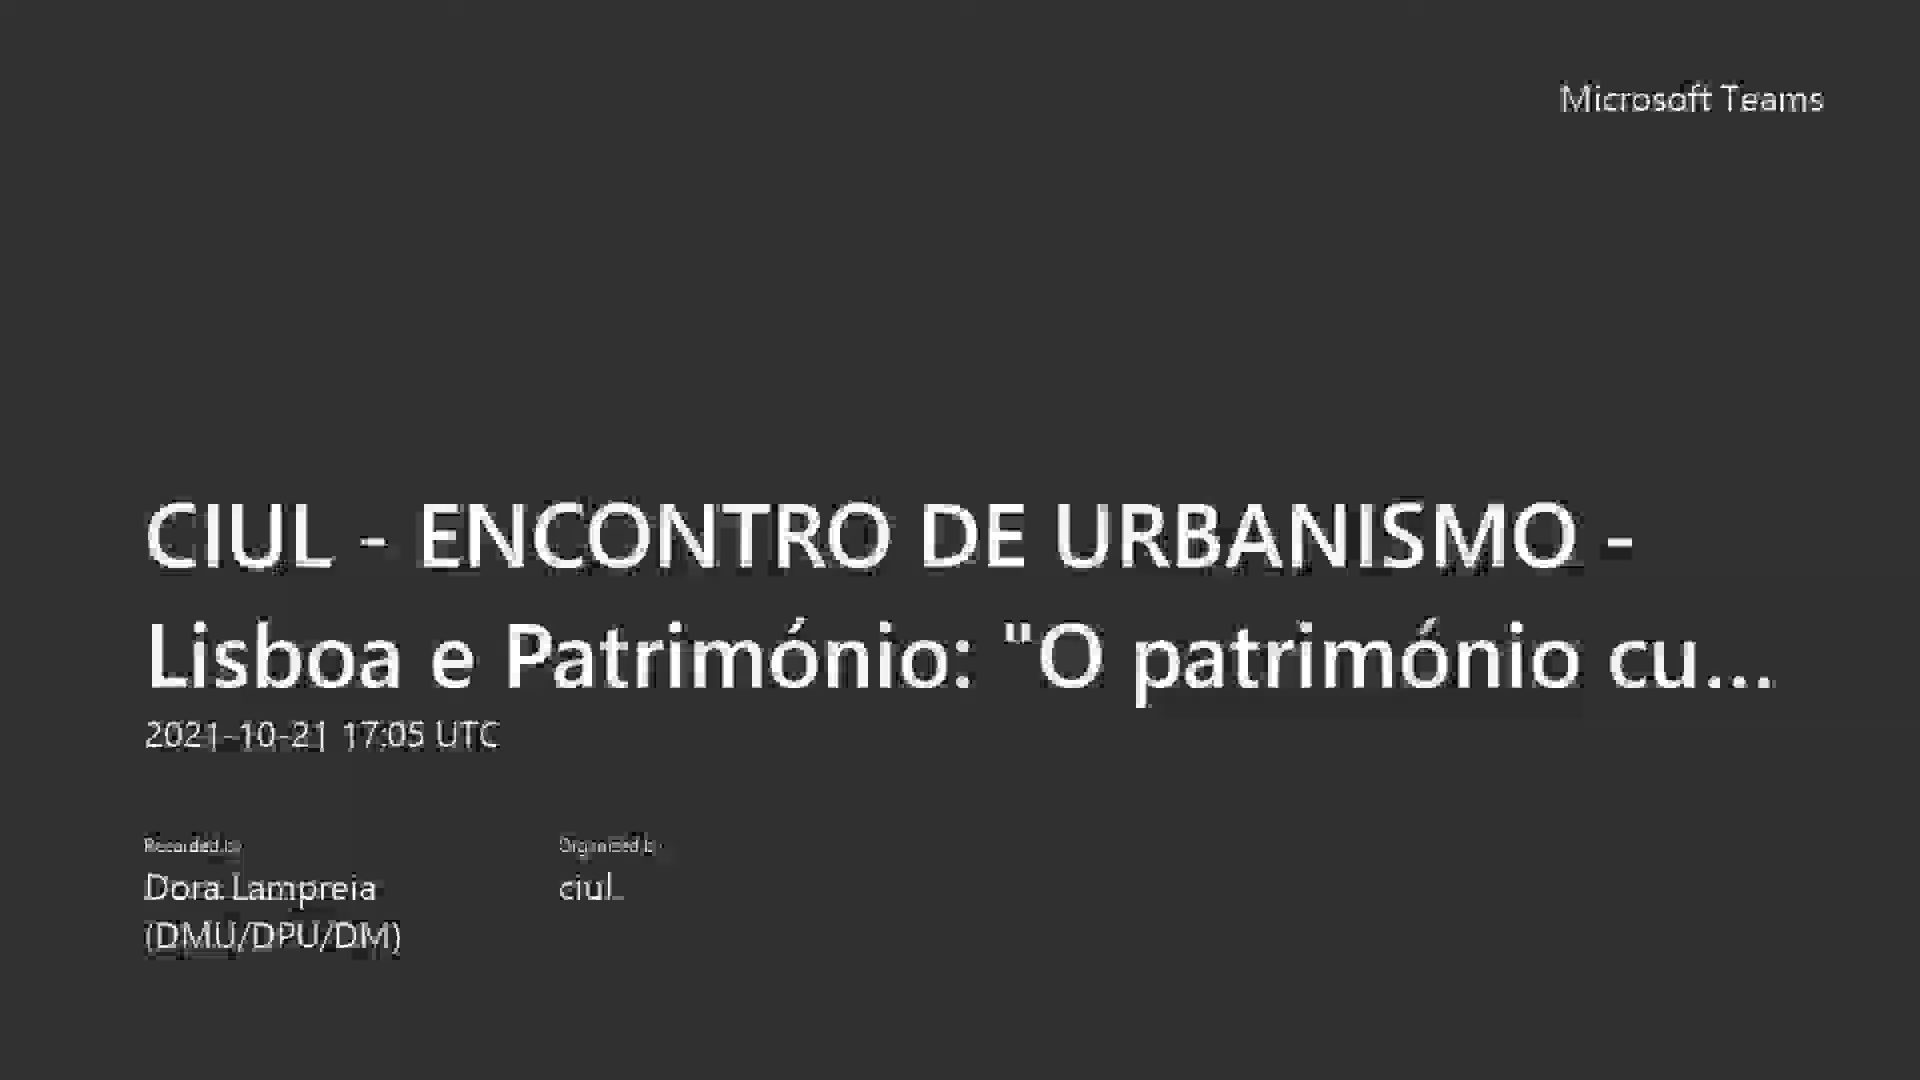 Microsoft Teams
CIUL - ENCONTRO DE URBANISMO -
Lisboa e Património: "O património cu...
2021-10-21 17:05 UTC
Recorded by
Organized by
Dora Lampreia
ciul
(DMU/DPU/DM)